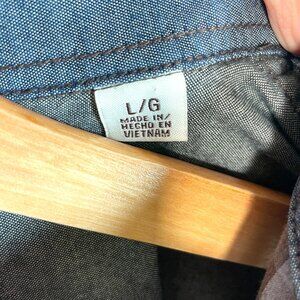 L/G
MADE IN/
HECHO EN
VIETNAM